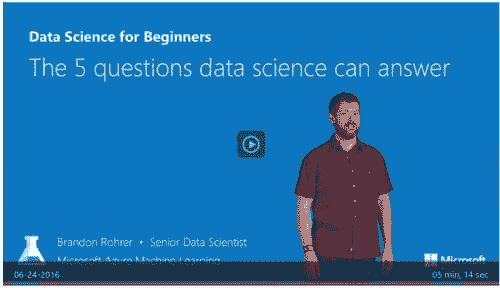 Data Science for Beginners
The 5 questions data science can answer
Brandon Rohrer • Senior Data Scientist
Microsoft Azure Machine Learning
Microsoft
06-24-2016
05 min, 14 sec